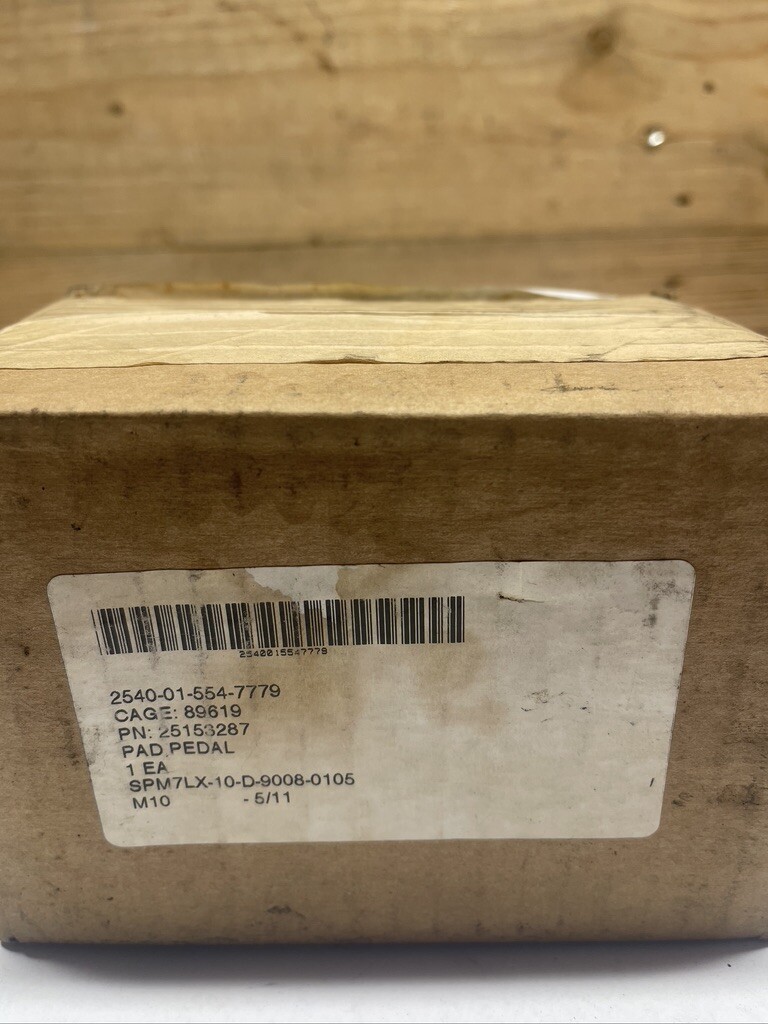 2540015547779
2540-01-554-7779
CAGE: 89619
PN: 25153287
PAD,PEDAL
1 EA
SPM7LX-10-D-9008-0105
M10 - 5/11